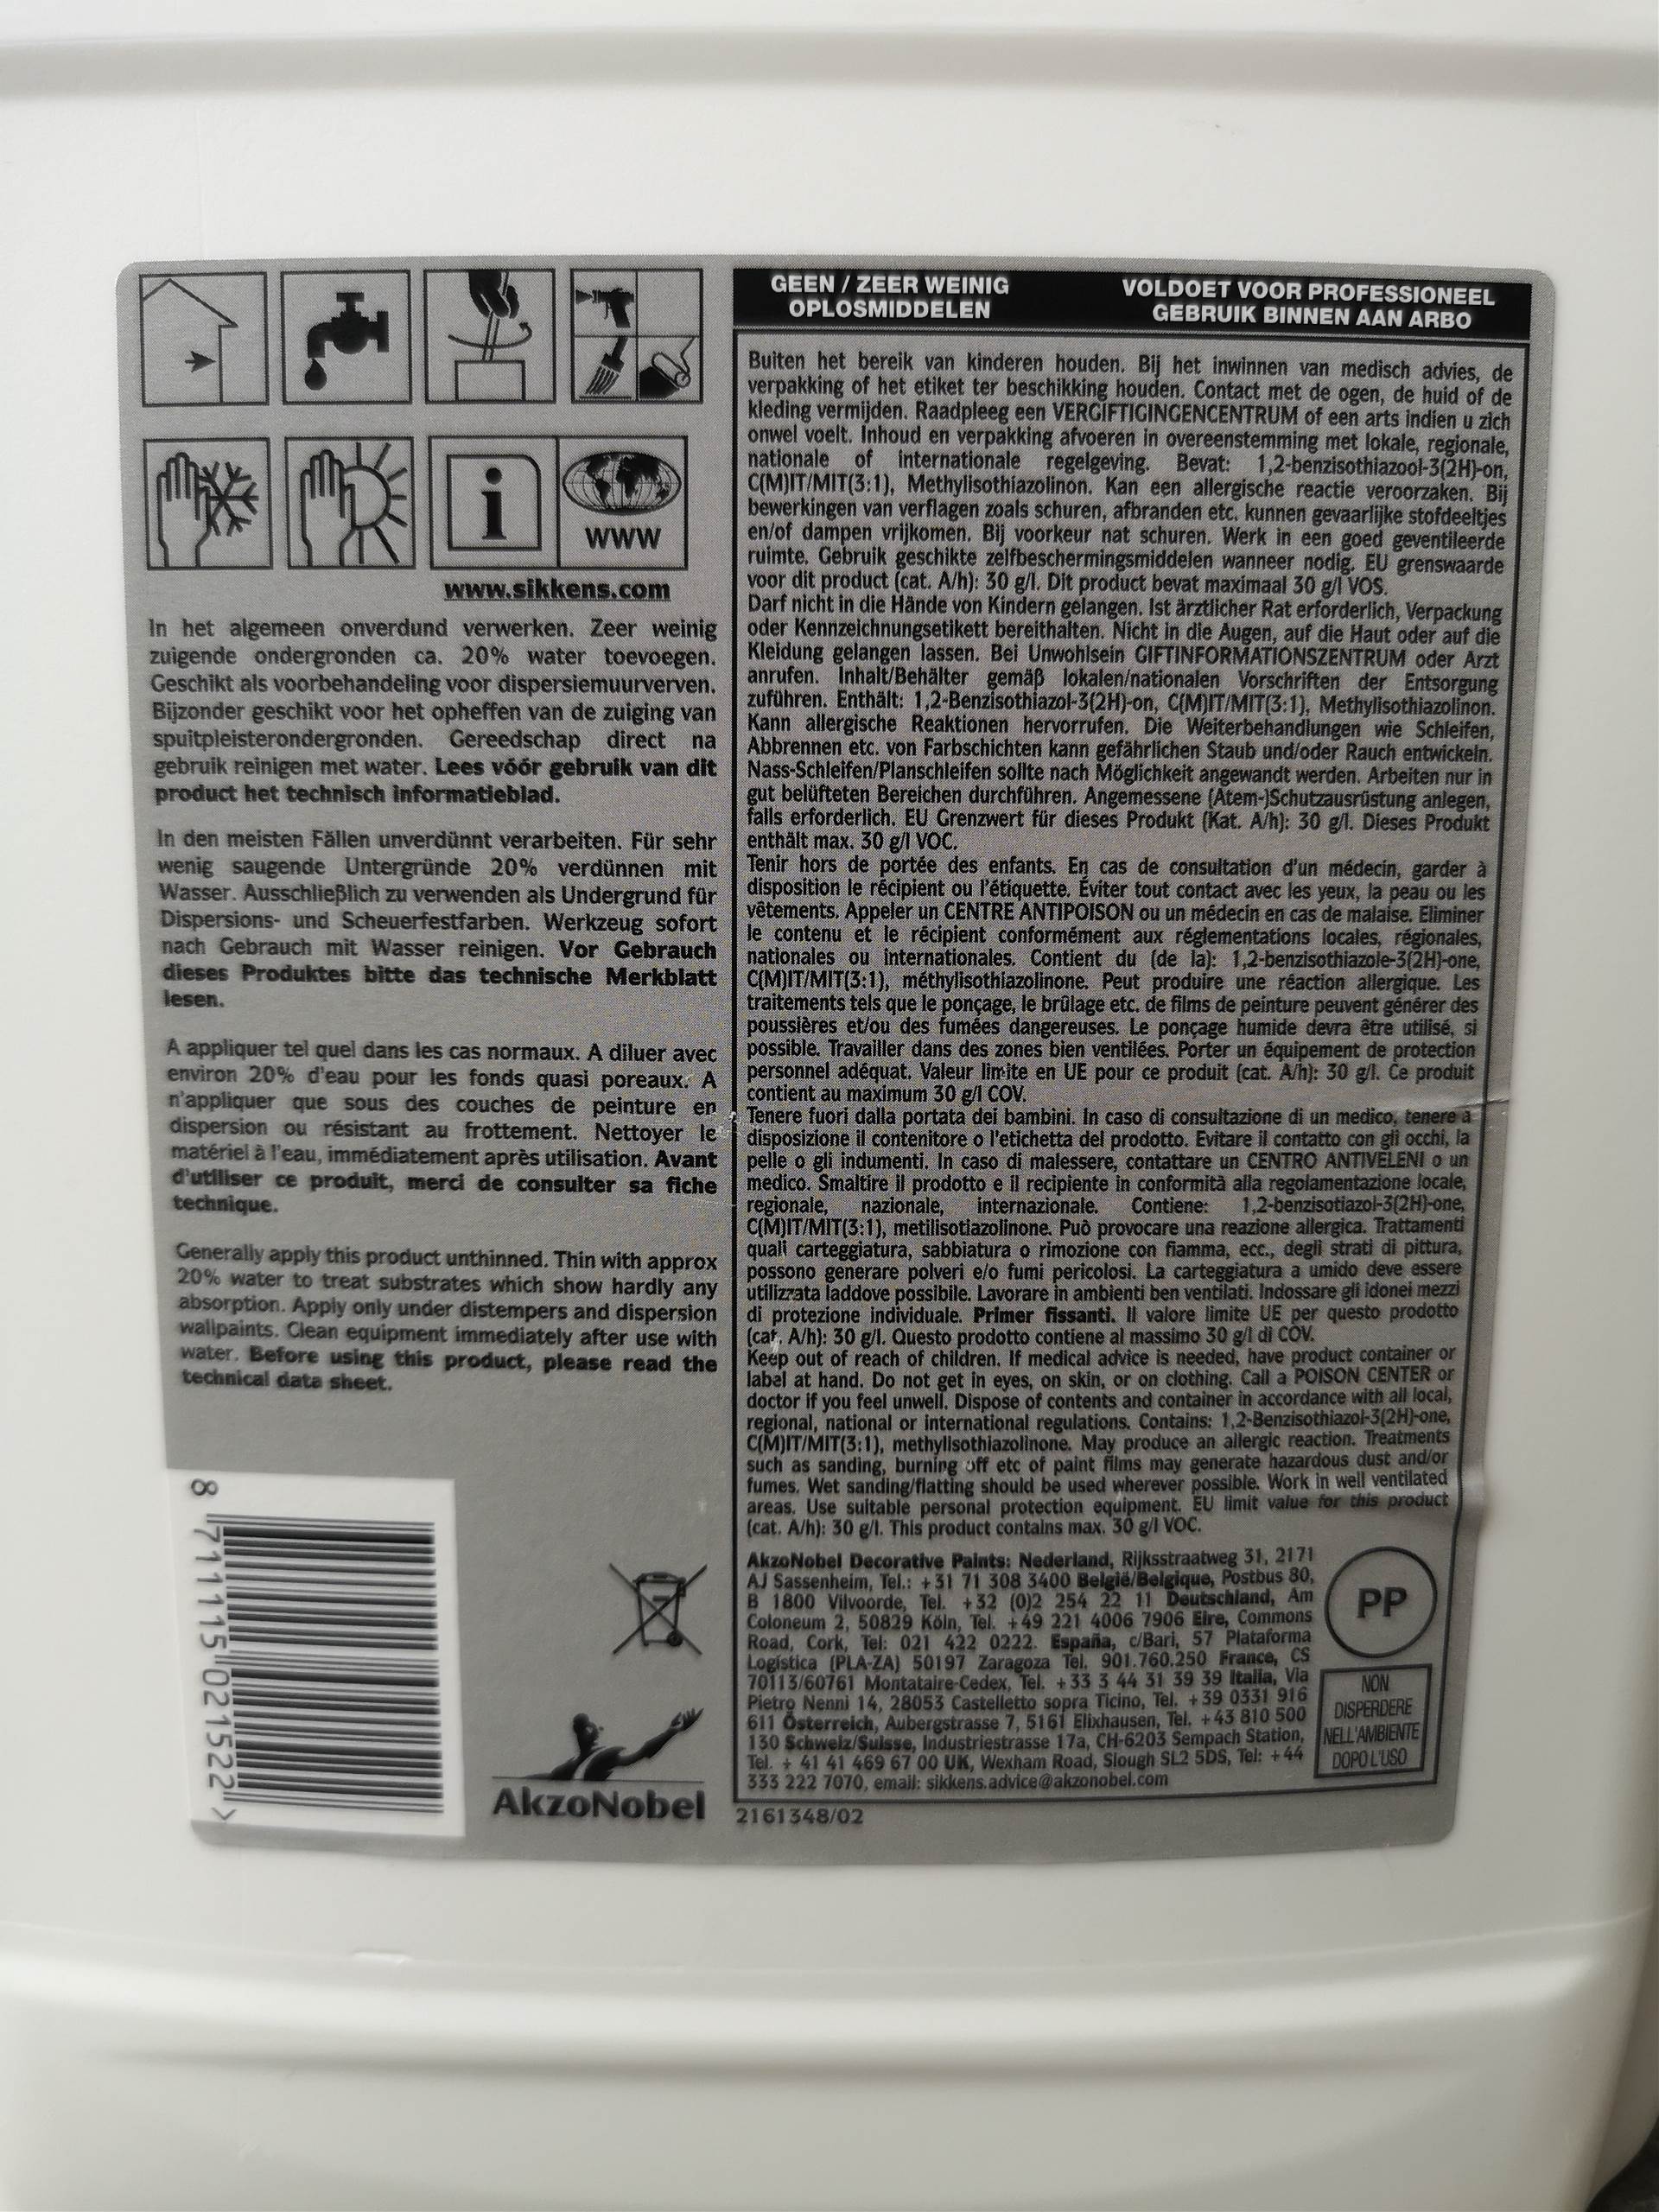 WWW
www.sikkens.com
In het algemeen onverdund verwerken. Zeer weinig
zuigende ondergronden ca. 20% water toevoegen.
Geschikt als voorbehandeling voor dispersiemuurverven.
Bijzonder geschikt voor het opheffen van de zuiging van
spuitpleisterondergronden. Gereedschap direct na
gebruik reinigen met water. Lees vóór gebruik van dit
product het technisch informatieblad.
In den meisten Fällen unverdünnt verarbeiten. Für sehr
wenig saugende Untergründe 20% verdünnen mit
Wasser. Ausschließlich zu verwenden als Undergrund für
Dispersions- und Scheuerfestfarben. Werkzeug sofort
nach Gebrauch mit Wasser reinigen. Vor Gebrauch
dieses Produktes bitte das technische Merkblatt
lesen.
A appliquer tel quel dans les cas normaux. A diluer avec
environ 20% d'eau pour les fonds quasi poreaux. A
n'appliquer que sous des couches de peinture en
dispersion ou résistant au frottement. Nettoyer le
matériel à l'eau, immédiatement après utilisation. Avant
d'utiliser ce produit, merci de consulter sa fiche
technique.
Generally apply this product unthinned. Thin with approx
20% water to treat substrates which show hardly any
absorption. Apply only under distempers and dispersion
wallpaints. Clean equipment immediately after use with
water. Before using this product, please read the
technical data sheet.
8 711115 021522 >
AkzoNobel
GEEN / ZEER WEINIG
OPLOSMIDDELEN
VOLDOET VOOR PROFESSIONEEL
GEBRUIK BINNEN AAN ARBO
Buiten het bereik van kinderen houden. Bij het inwinnen van medisch advies, de
verpakking of het etiket ter beschikking houden. Contact met de ogen, de huid of de
kleding vermijden. Raadpleeg een VERGIFTIGINGENCENTRUM of een arts indien u zich
onwel voelt. Inhoud en verpakking afvoeren in overeenstemming met lokale, regionale,
nationale of internationale regelgeving. Bevat: 1,2-benzisothiazool-3(2H)-on,
C(M)IT/MIT(3:1), Methylisothiazolinon. Kan een allergische reactie veroorzaken. Bij
bewerkingen van verflagen zoals schuren, afbranden etc. kunnen gevaarlijke stofdeeltjes
en/of dampen vrijkomen. Bij voorkeur nat schuren. Werk in een goed geventileerde
ruimte. Gebruik geschikte zelfbeschermingsmiddelen wanneer nodig. EU grenswaarde
voor dit product (cat. A/h): 30 g/l. Dit product bevat maximaal 30 g/l VOS.
Darf nicht in die Hände von Kindern gelangen. Ist ärztlicher Rat erforderlich, Verpackung
oder Kennzeichnungsetikett bereithalten. Nicht in die Augen, auf die Haut oder auf die
Kleidung gelangen lassen. Bei Unwohlsein GIFTINFORMATIONSZENTRUM oder Arzt
anrufen. Inhalt/Behälter gemäß lokalen/nationalen Vorschriften der Entsorgung
zuführen. Enthält: 1,2-Benzisothiazol-3(2H)-on, C(M)IT/MIT(3:1), Methylisothiazolinon.
Kann allergische Reaktionen hervorrufen. Die Weiterbehandlungen wie Schleifen,
Abbrennen etc. von Farbschichten kann gefährlichen Staub und/oder Rauch entwickeln.
Nass-Schleifen/Planschleifen sollte nach Möglichkeit angewandt werden. Arbeiten nur in
gut belüfteten Bereichen durchführen. Angemessene (Atem-)Schutzausrüstung anlegen,
falls erforderlich. EU Grenzwert für dieses Produkt (Kat. A/h): 30 g/l. Dieses Produkt
enthält max. 30 g/l VOC.
Tenir hors de portée des enfants. En cas de consultation d'un médecin, garder à
disposition le récipient ou l'étiquette. Éviter tout contact avec les yeux, la peau ou les
vêtements. Appeler un CENTRE ANTIPOISON ou un médecin en cas de malaise. Eliminer
le contenu et le récipient conformément aux réglementations locales, régionales,
nationales ou internationales. Contient du (de la): 1,2-benzisothiazole-3(2H)-one,
C(M)IT/MIT(3:1), méthylisothiazolinone. Peut produire une réaction allergique. Les
traitements tels que le ponçage, le brûlage etc. de films de peinture peuvent générer des
poussières et/ou des fumées dangereuses. Le ponçage humide devra être utilisé, si
possible. Travailler dans des zones bien ventilées. Porter un équipement de protection
personnel adéquat. Valeur limite en UE pour ce produit (cat. A/h): 30 g/l. Ce produit
contient au maximum 30 g/l COV.
Tenere fuori dalla portata dei bambini. In caso di consultazione di un medico, tenere a
disposizione il contenitore o l'etichetta del prodotto. Evitare il contatto con gli occhi, la
pelle o gli indumenti. In caso di malessere, contattare un CENTRO ANTIVELENI o un
medico. Smaltire il prodotto e il recipiente in conformità alla regolamentazione locale,
regionale, nazionale, internazionale. Contiene: 1,2-benzisotiazol-3(2H)-one,
C(M)IT/MIT(3:1), metilisotiazolinone. Può provocare una reazione allergica. Trattamenti
quali carteggiatura, sabbiatura o rimozione con fiamma, ecc., degli strati di pittura,
possono generare polveri e/o fumi pericolosi. La carteggiatura a umido deve essere
utilizzata laddove possibile. Lavorare in ambienti ben ventilati. Indossare gli idonei mezzi
di protezione individuale. Primer fissanti. Il valore limite UE per questo prodotto
(cat. A/h): 30 g/l. Questo prodotto contiene al massimo 30 g/l di COV.
Keep out of reach of children. If medical advice is needed, have product container or
label at hand. Do not get in eyes, on skin, or on clothing. Call a POISON CENTER or
doctor if you feel unwell. Dispose of contents and container in accordance with all local,
regional, national or international regulations. Contains: 1,2-Benzisothiazol-3(2H)-one,
C(M)IT/MIT(3:1), methylisothiazolinone. May produce an allergic reaction. Treatments
such as sanding, burning off etc of paint films may generate hazardous dust and/or
fumes. Wet sanding/flatting should be used wherever possible. Work in well ventilated
areas. Use suitable personal protection equipment. EU limit value for this product
(cat. A/h): 30 g/l. This product contains max. 30 g/l VOC.
AkzoNobel Decorative Paints: Nederland, Rijksstraatweg 31, 2171
AJ Sassenheim, Tel.: +31 71 308 3400 België/Belgique, Postbus 80,
B 1800 Vilvoorde, Tel. +32 (0)2 254 22 11 Deutschland, Am
Coloneum 2, 50829 Köln, Tel. +49 221 4006 7906 Eire, Commons
Road, Cork, Tel: 021 422 0222. España, c/Bari, 57 Plataforma
Logística (PLA-ZA) 50197 Zaragoza Tel. 901.760.250 France, CS
70113/60761 Montataire-Cedex, Tel. +33 3 44 31 39 39 Italia, Via
Pietro Nenni 14, 28053 Castelletto sopra Ticino, Tel. +39 0331 916
611 Österreich, Aubergstrasse 7, 5161 Elixhausen, Tel. +43 810 500
130 Schweiz/Suisse, Industriestrasse 17a, CH-6203 Sempach Station,
Tel. + 41 41 469 67 00 UK, Wexham Road, Slough SL2 5DS, Tel: +44
333 222 7070, email: sikkens.advice@akzonobel.com
PP
NON
DISPERDERE
NELL'AMBIENTE
DOPO L'USO
2161348/02